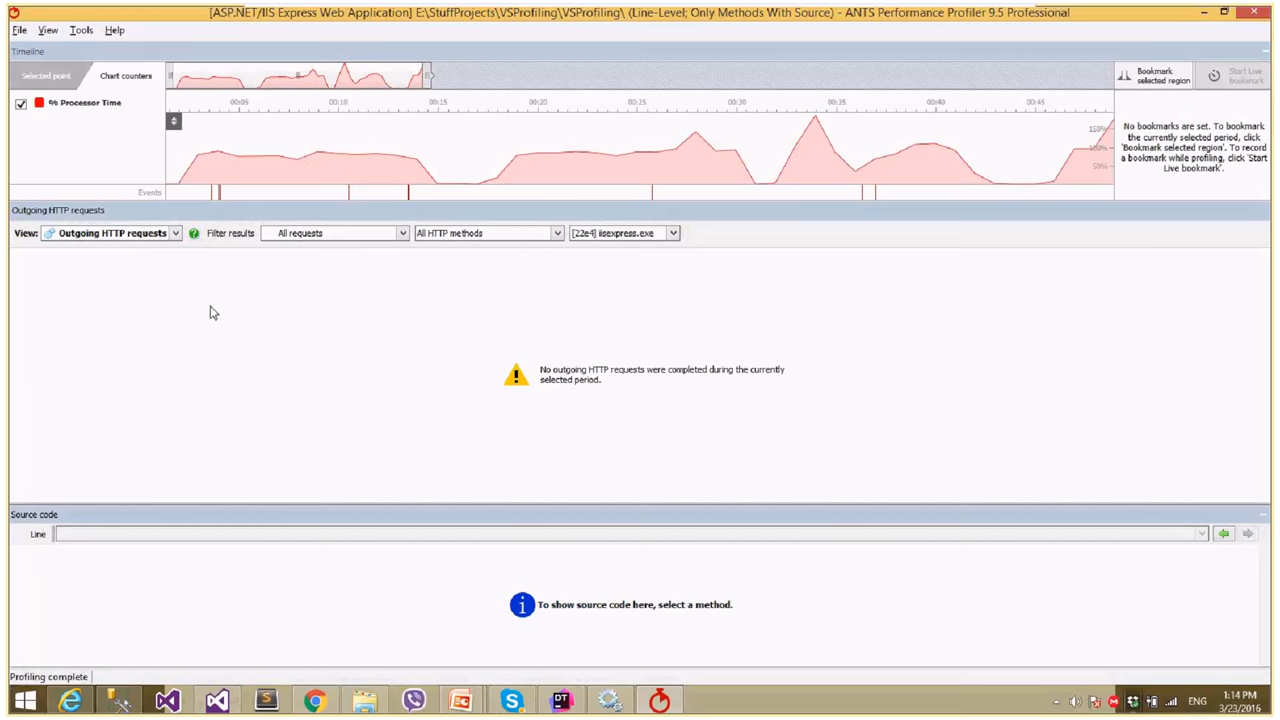 [ASP.NET/IIS Express Web Application] E:\StuffProjects\VSProfiling\VSProfiling\ (Line-Level; Only Methods With Source) - ANTS Performance Profiler 9.5 Professional
File View Tools Help
Timeline
Selected point Chart counters
Bookmark selected region
Start Live bookmark
% Processor Time
00:05 00:10 00:15 00:20 00:25 00:30 00:35 00:40 00:45
150%
100%
50%
No bookmarks are set. To bookmark
the currently selected period, click
'Bookmark selected region'. To record
a bookmark while profiling, click 'Start
Live bookmark'.
Events
Outgoing HTTP requests
View: Outgoing HTTP requests ? Filter results All requests All HTTP methods [22e4] iisexpress.exe
No outgoing HTTP requests were completed during the currently
selected period.
Source code
Line
To show source code here, select a method.
Profiling complete
ENG
1:14 PM
3/23/2016